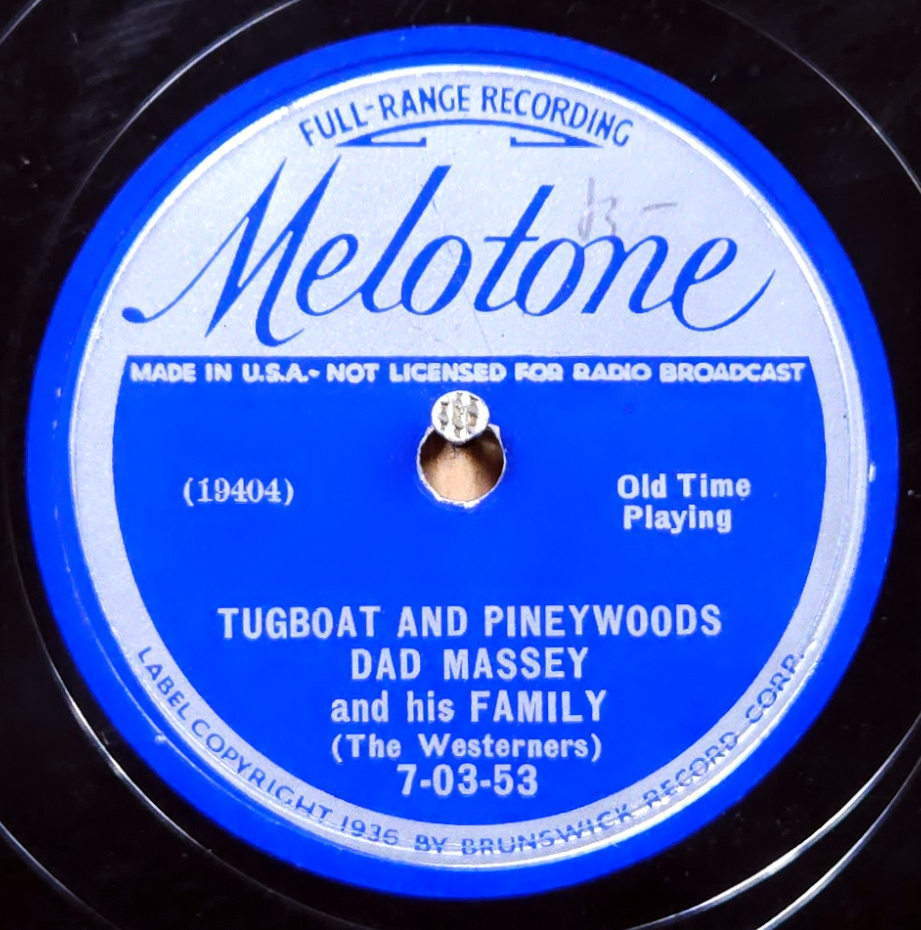 FULL-RANGE RECORDING
Melotone
MADE IN U.S.A.- NOT LICENSED FOR RADIO BROADCAST
(19404)
Old Time
Playing
TUGBOAT AND PINEYWOODS
DAD MASSEY
and his FAMILY
(The Westerners)
7-03-53
LABEL COPYRIGHT 1936 BY BRUNSWICK RECORD CORP.